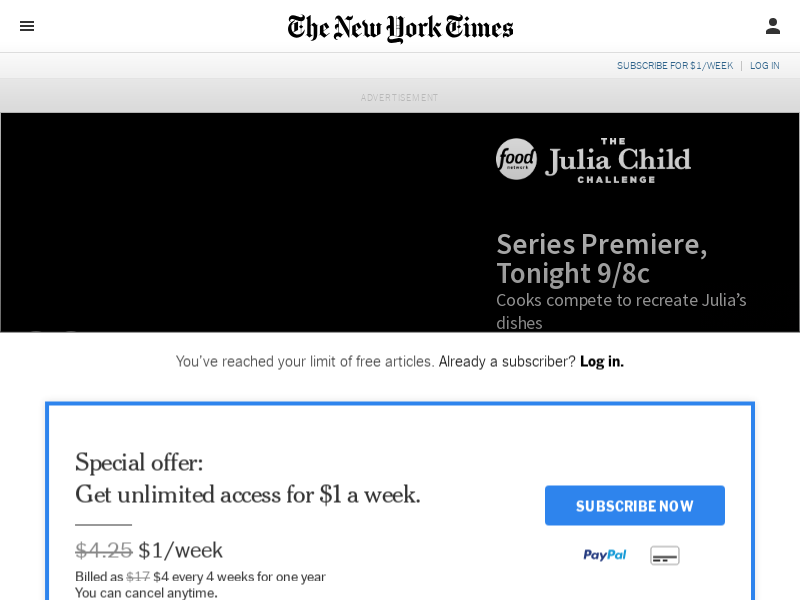 The New York Times
SUBSCRIBE FOR $1/WEEK | LOG IN
ADVERTISEMENT
food network
THE
Julia Child
CHALLENGE
Series Premiere,
Tonight 9/8c
Cooks compete to recreate Julia’s
dishes
You’ve reached your limit of free articles. Already a subscriber? Log in.
Special offer:
Get unlimited access for $1 a week.
SUBSCRIBE NOW
$4.25 $1/week
PayPal
Billed as $17 $4 every 4 weeks for one year
You can cancel anytime.